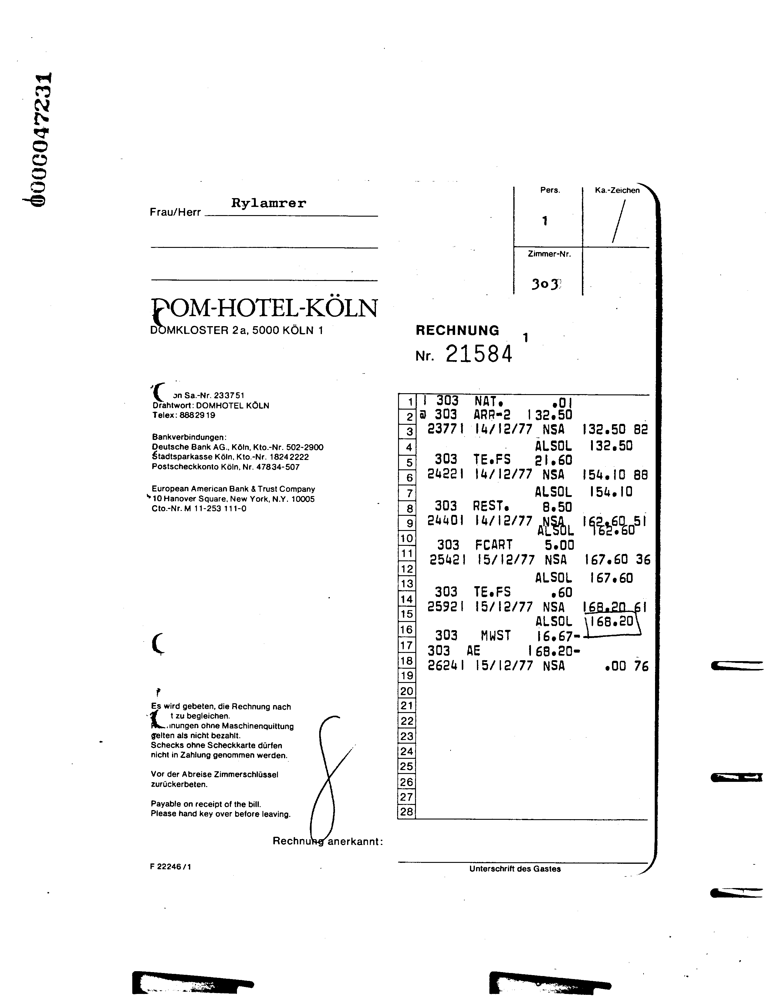 0000047231
Frau/Herr Rylamrer
Pers. Ka.-Zeichen
1
Zimmer-Nr.
303
DOM-HOTEL-KÖLN
DOMKLOSTER 2a, 5000 KÖLN 1
RECHNUNG 1
Nr. 21584
on Sa.-Nr. 233751
Drahtwort: DOMHOTEL KÖLN
Telex: 8882919
Bankverbindungen:
Deutsche Bank AG., Köln, Kto.-Nr. 502-2900
Stadtsparkasse Köln, Kto.-Nr. 18242222
Postscheckkonto Köln, Nr. 47834-507
European American Bank & Trust Company
10 Hanover Square, New York, N.Y. 10005
Cto.-Nr. M 11-253 111-0
1 1 303 NAT. .01
2 303 ARR-2 132.50
3 23771 14/12/77 NSA 132.50 82
4 ALSOL 132.50
5 303 TE.FS 21.60
6 24221 14/12/77 NSA 154.10 88
7 ALSOL 154.10
8 303 REST. 8.50
9 24401 14/12/77 NSA 162.60 51
ALSOL 162.60
10 303 FCART 5.00
11 25421 15/12/77 NSA 167.60 36
12
13 ALSOL 167.60
14 303 TE.FS .60
15 25921 15/12/77 NSA 168.20 61
ALSOL 168.20
16 303 MWST 16.67-
17 303 AE 168.20-
18 26241 15/12/77 NSA .00 76
19
20
21
22
23
24
25
26
27
28
Es wird gebeten, die Rechnung nach
t zu begleichen.
nungen ohne Maschinenquittung
gelten als nicht bezahlt.
Schecks ohne Scheckkarte dürfen
nicht in Zahlung genommen werden.
Vor der Abreise Zimmerschlüssel
zurückerbeten.
Payable on receipt of the bill.
Please hand key over before leaving.
Rechnung anerkannt:
F 22246/1
Unterschrift des Gastes